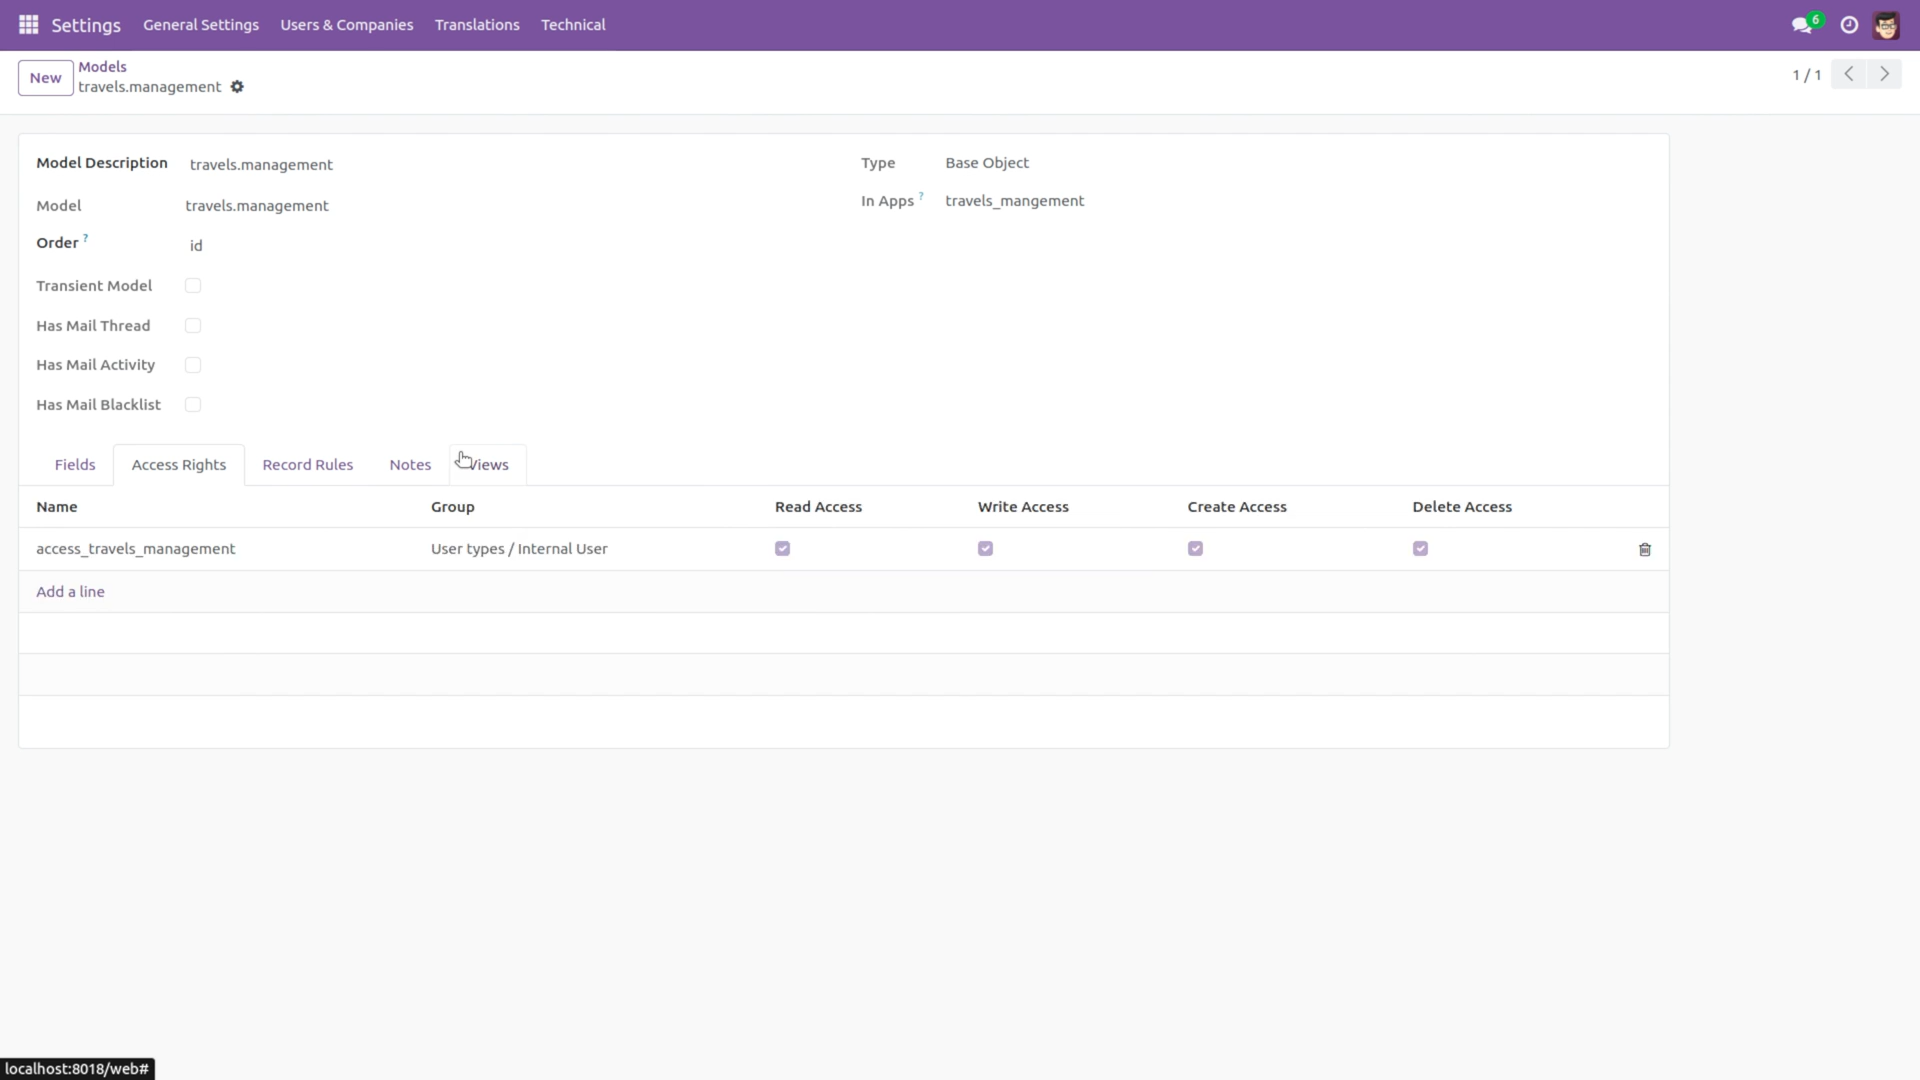 Settings General Settings Users & Companies Translations Technical 6
New Models
travels.management
1 / 1
Model Description travels.management
Model travels.management
Order ? id
Transient Model
Has Mail Thread
Has Mail Activity
Has Mail Blacklist
Type Base Object
In Apps ? travels_mangement
Fields Access Rights Record Rules Notes Views
Name Group Read Access Write Access Create Access Delete Access
access_travels_management User types / Internal User
Add a line
localhost:8018/web#